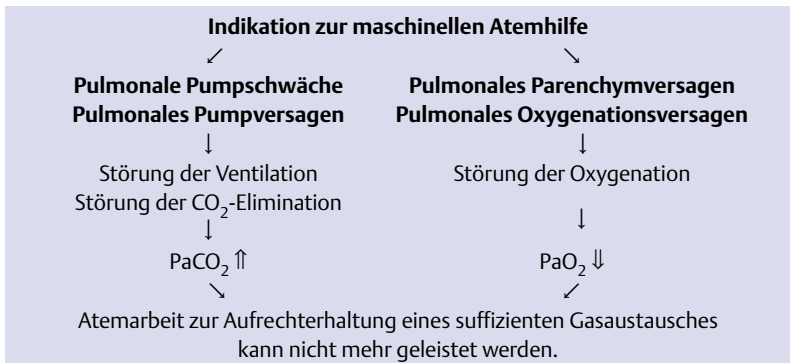 Indikation zur maschinellen Atemhilfe
↙ ↘
Pulmonale Pumpschwäche
Pulmonales Pumpversagen
↓
Störung der Ventilation
Störung der CO₂-Elimination
↓
PaCO₂ ⇑
↘
Pulmonales Parenchymversagen
Pulmonales Oxygenationsversagen
↓
Störung der Oxygenation
↓
PaO₂ ⇓
↙
Atemarbeit zur Aufrechterhaltung eines suffizienten Gasaustausches
kann nicht mehr geleistet werden.